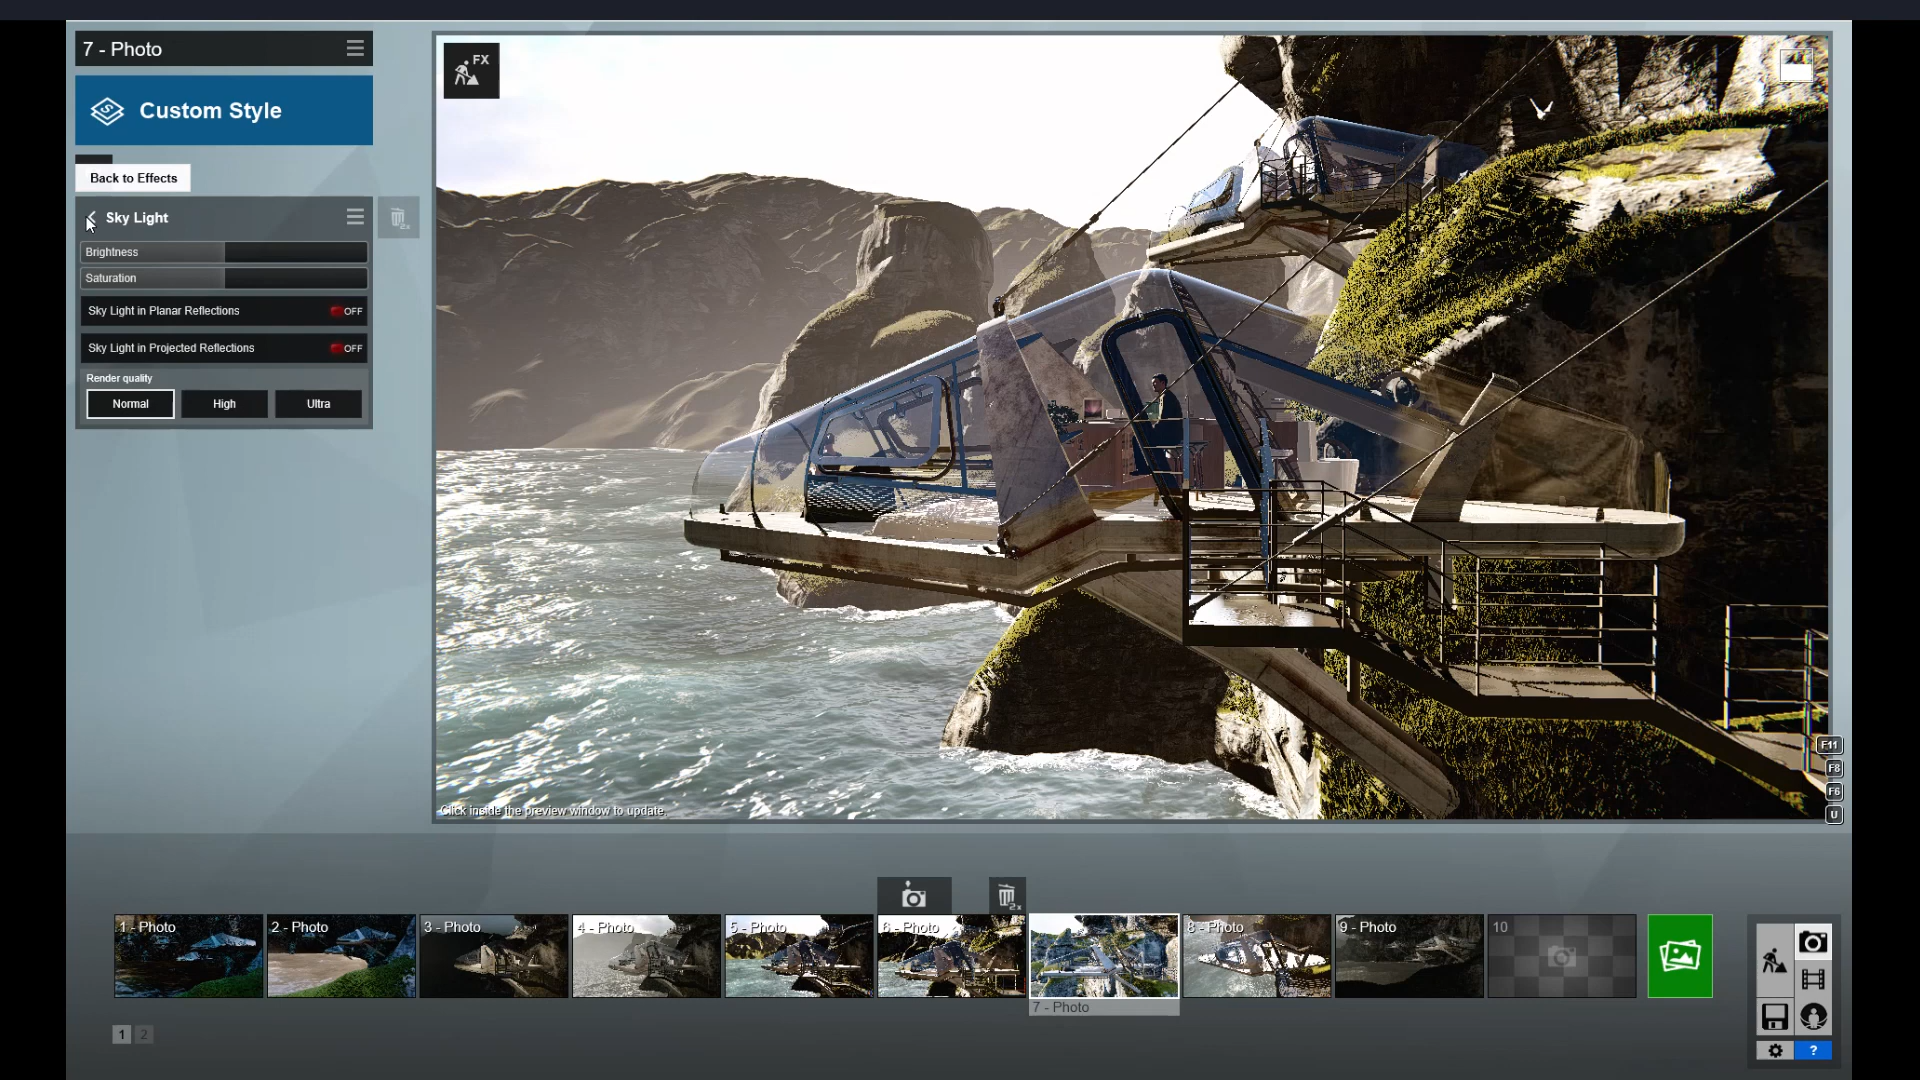 7 - Photo
Custom Style
Back to Effects
Sky Light
Brightness
Saturation
Sky Light in Planar Reflections OFF
Sky Light in Projected Reflections OFF
Render quality
Normal High Ultra
2x
FX
Click inside the preview window to update.
F11
F8
F6
U
2x
1 - Photo
2 - Photo
3 - Photo
4 - Photo
5 - Photo
6 - Photo
8 - Photo
9 - Photo
10
7 - Photo
1 2
?